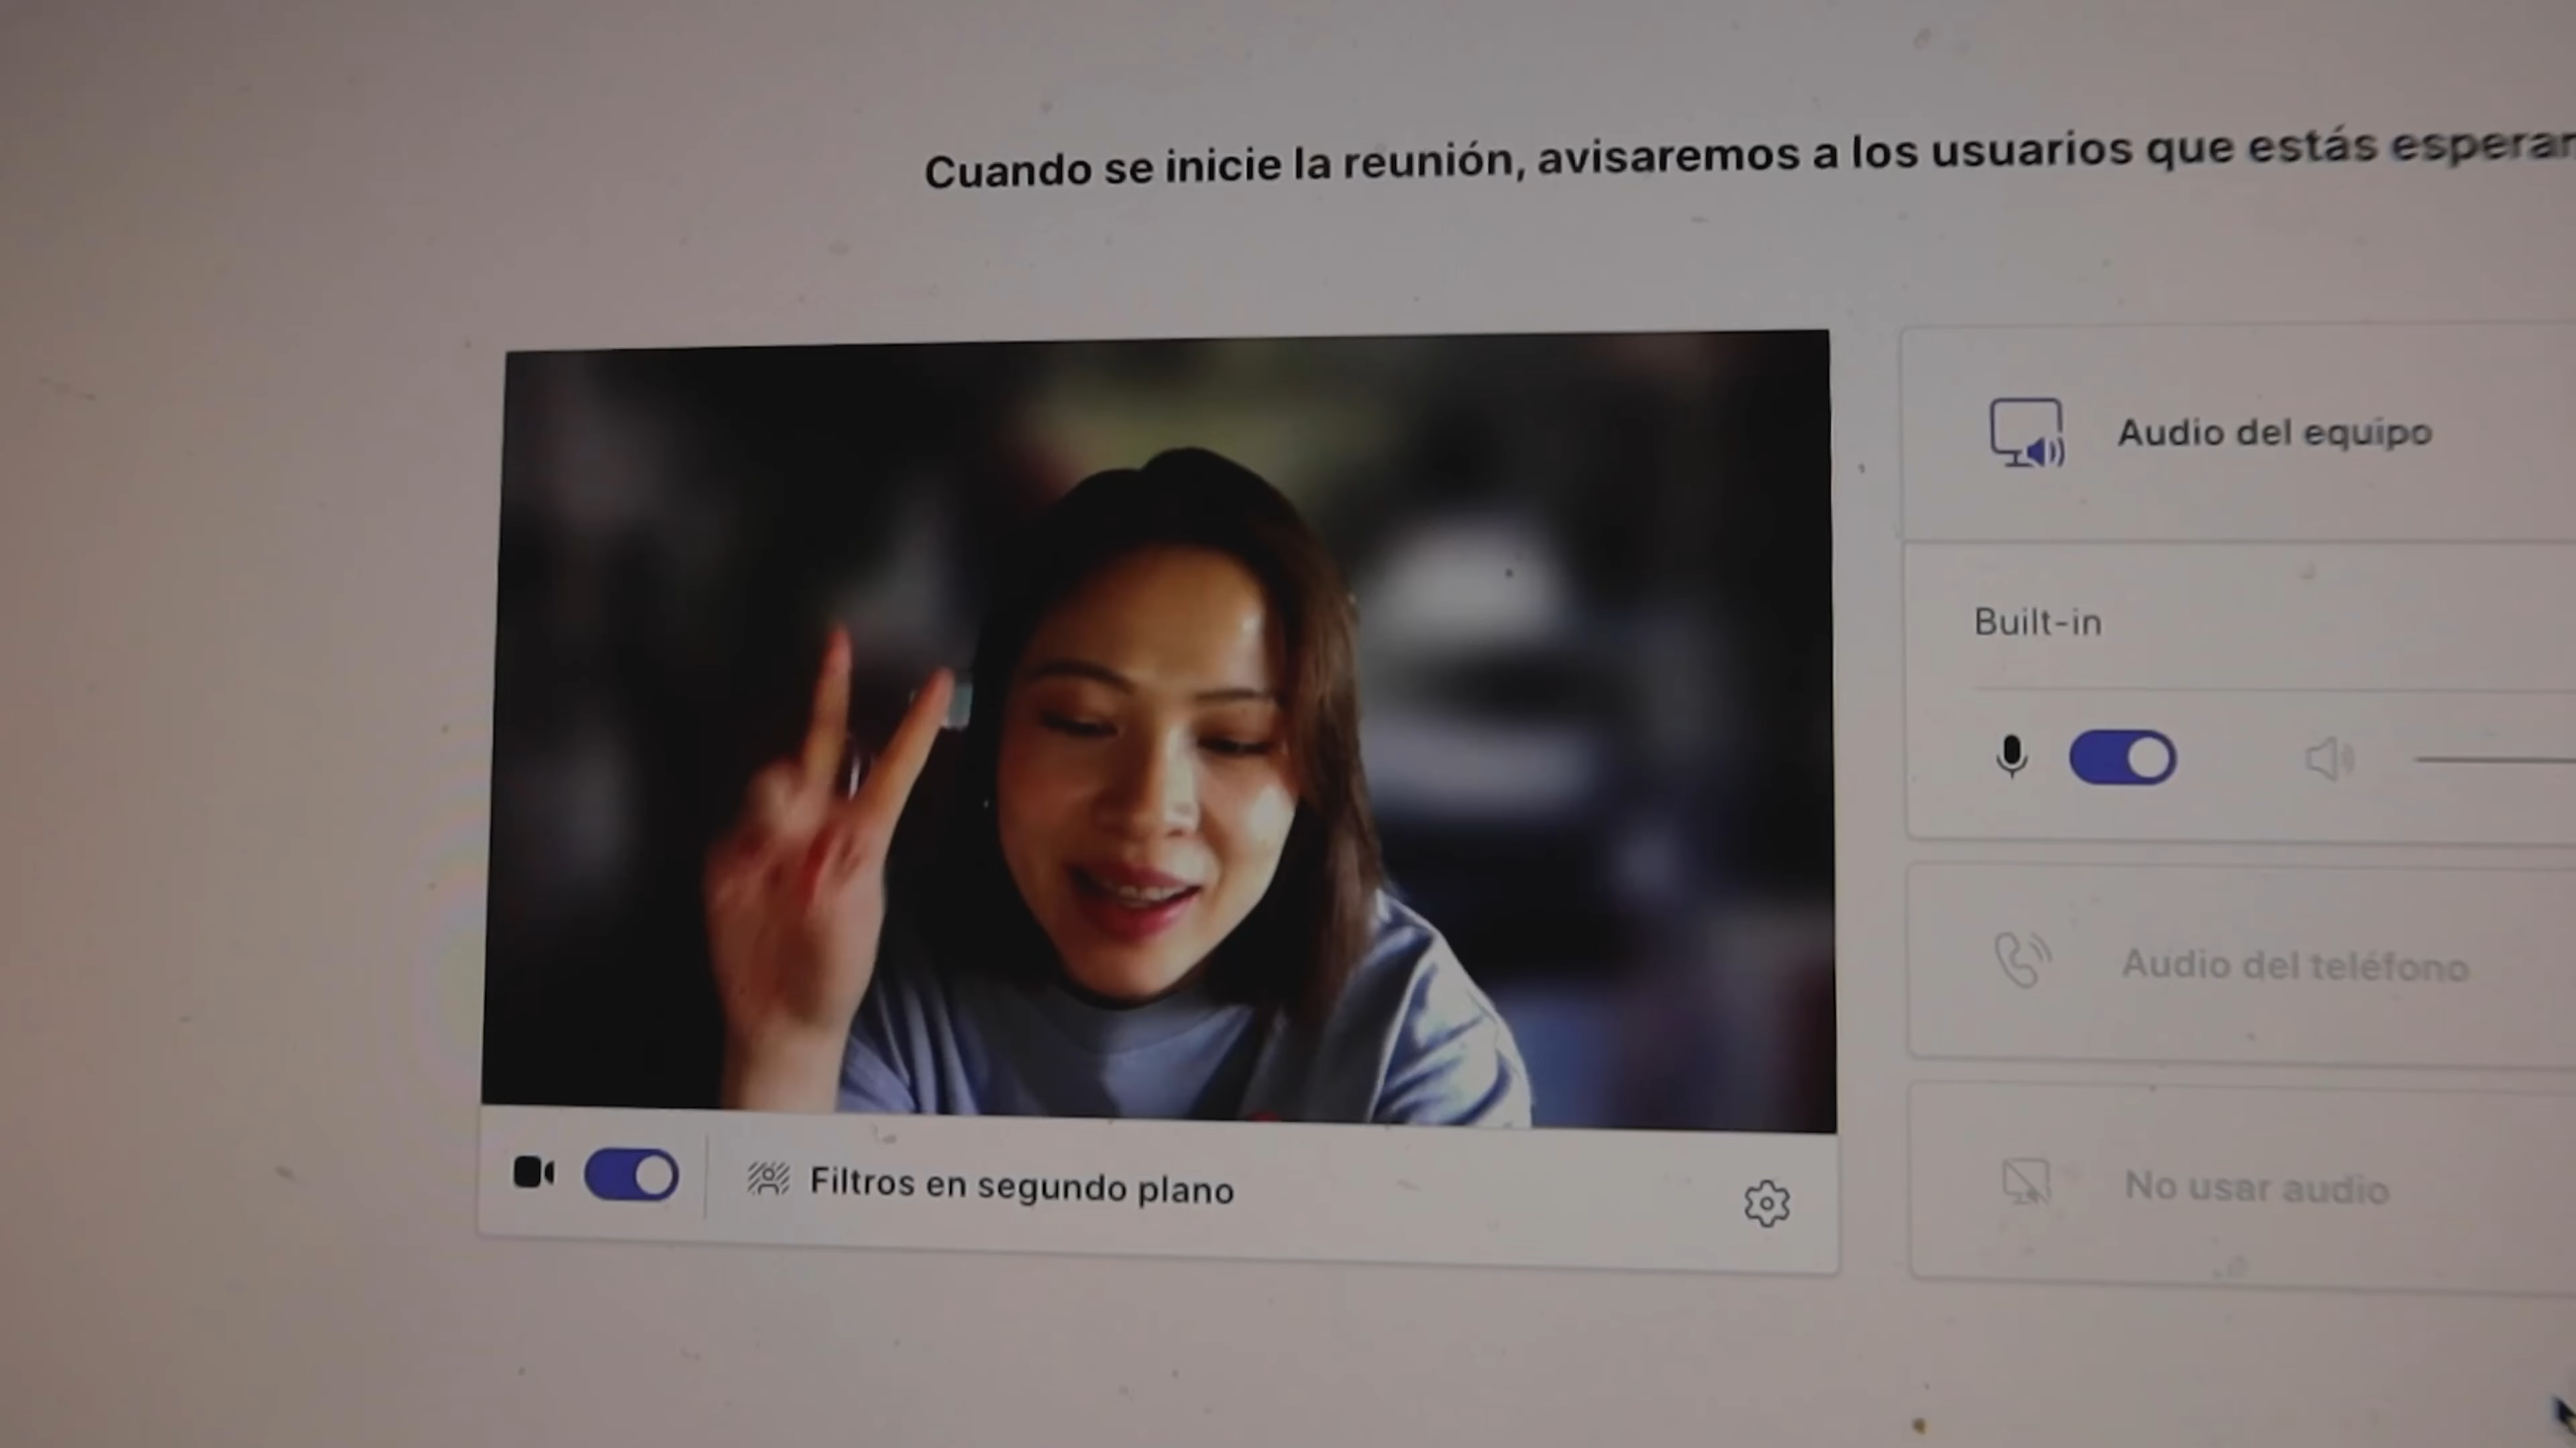 Cuando se inicie la reunión, avisaremos a los usuarios que estás
Audio del equipo
Built-in
Audio del teléfono
No usar audio
Filtros en segundo plano